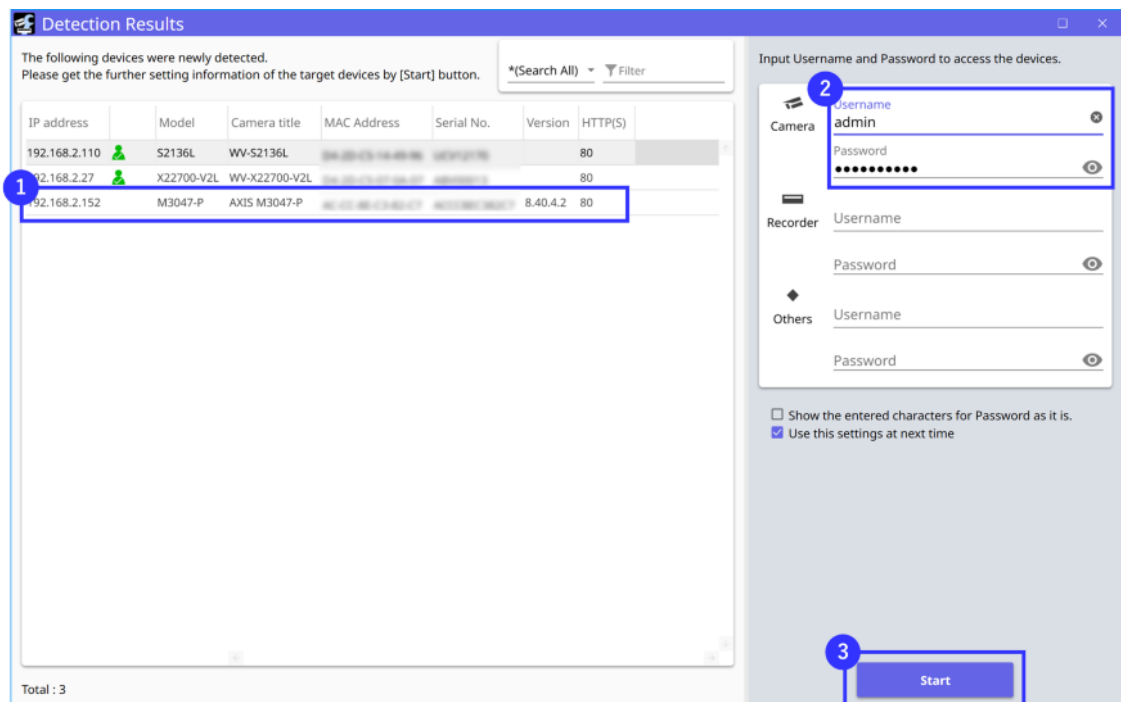 Detection Results
The following devices were newly detected.
Please get the further setting information of the target devices by [Start] button.
*(Search All)
Filter
IP address Model Camera title MAC Address Serial No. Version HTTP(S)
192.168.2.110 S2136L WV-S2136L 80
192.168.2.27 X22700-V2L WV-X22700-V2L 80
1
192.168.2.152 M3047-P AXIS M3047-P 8.40.4.2 80
Total : 3
Input Username and Password to access the devices.
2
Camera
Username
admin
Password
Recorder
Username
Password
Others
Username
Password
Show the entered characters for Password as it is.
Use this settings at next time
3
Start